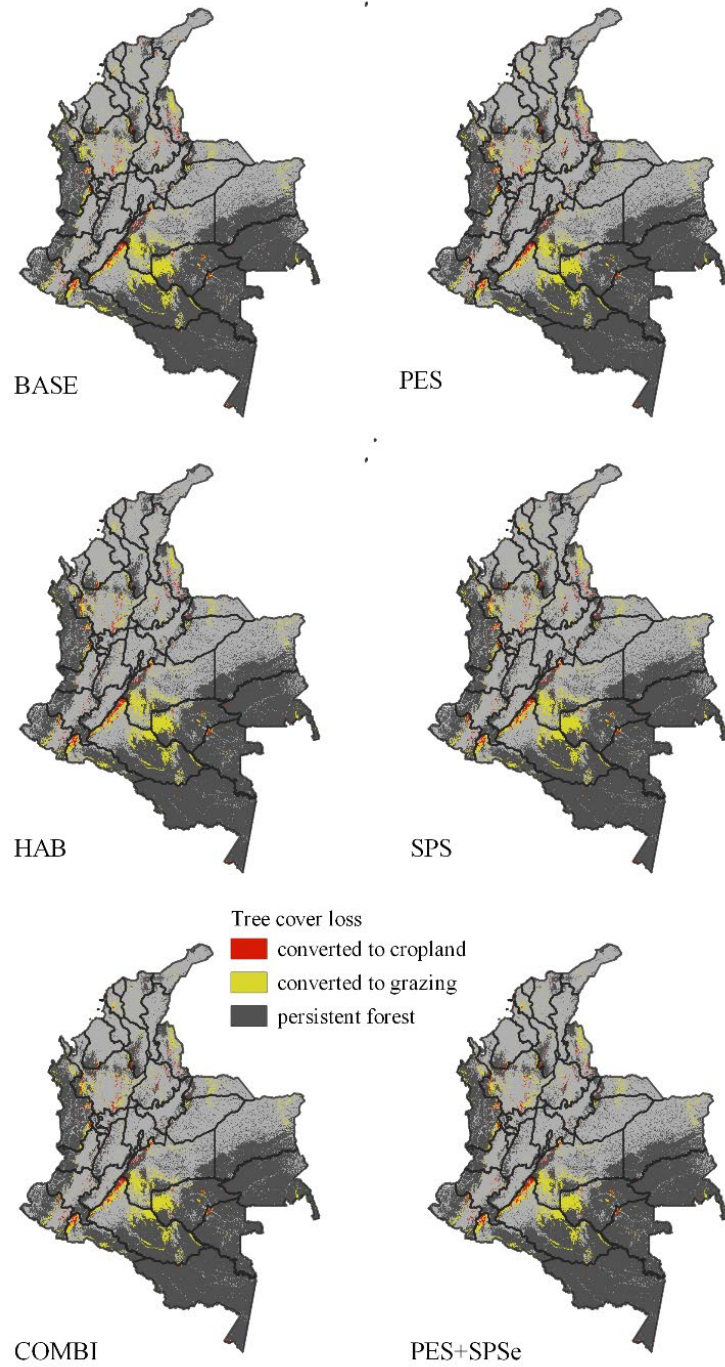 BASE
PES
HAB
SPS
Tree cover loss
converted to cropland
converted to grazing
persistent forest
COMBI
PES+SPSe